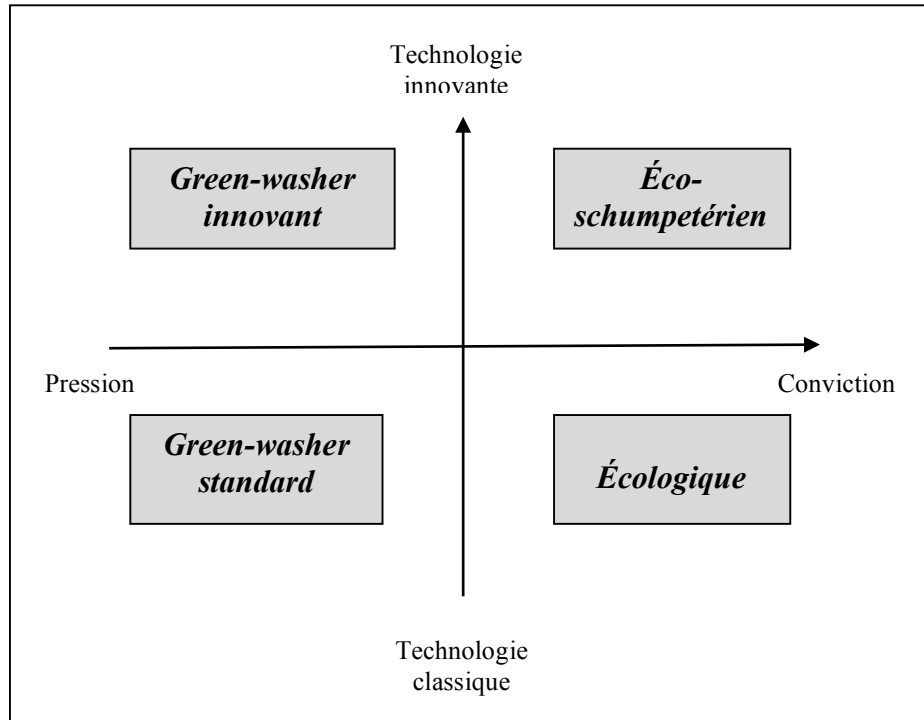 Technologie
innovante
Green-washer
innovant
Éco-
schumpetérien
Pression
Conviction
Green-washer
standard
Écologique
Technologie
classique